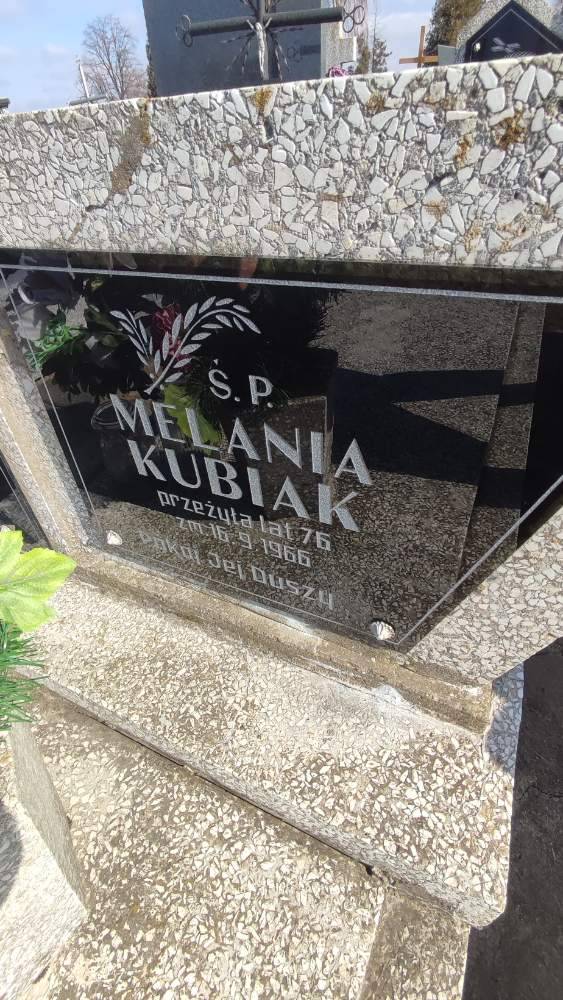 Ś.P.
MELANIA
KUBIAK
przeżyła lat 76
zm. 16.9.1966
Pokój Jej Duszy